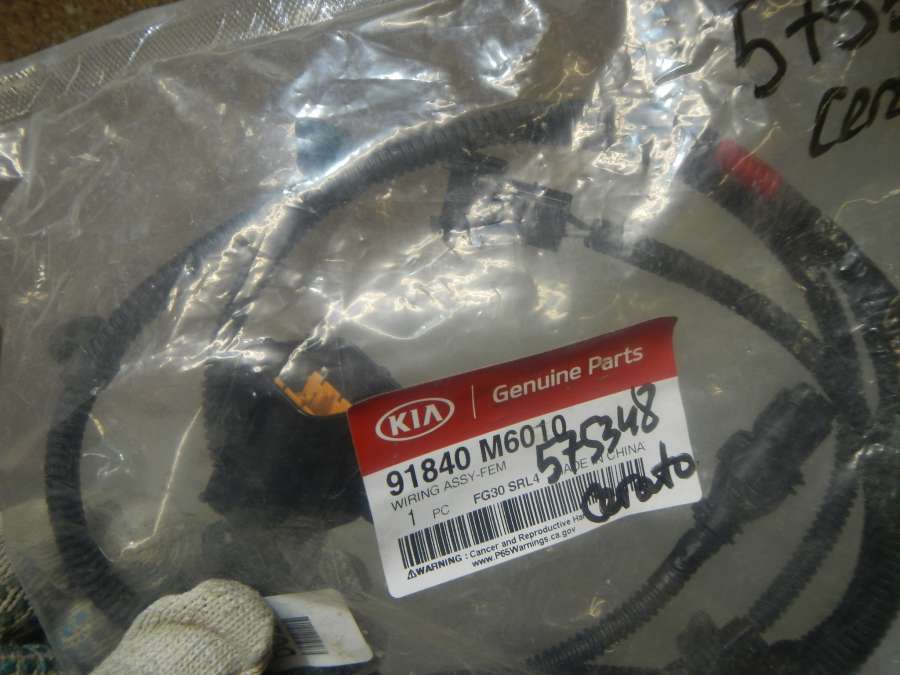 KIA Genuine Parts
91840 M6010
575348
WIRING ASSY-FEM
1 PC FG30 SRL4 MADE IN CHINA
Cerato
WARNING : Cancer and Reproductive
www.P65Warnings.ca.gov